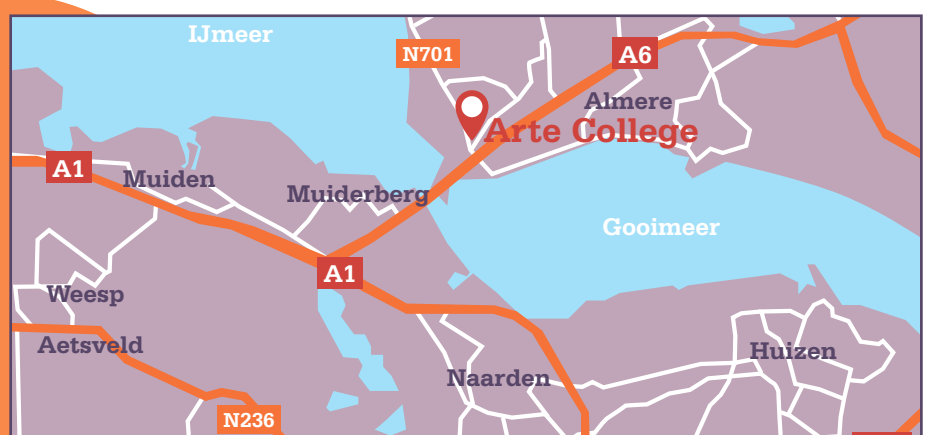 IJmeer
N701
A6
Almere
Arte College
A1
Muiden
Muiderberg
Gooimeer
A1
Weesp
Aetsveld
Huizen
Naarden
N236